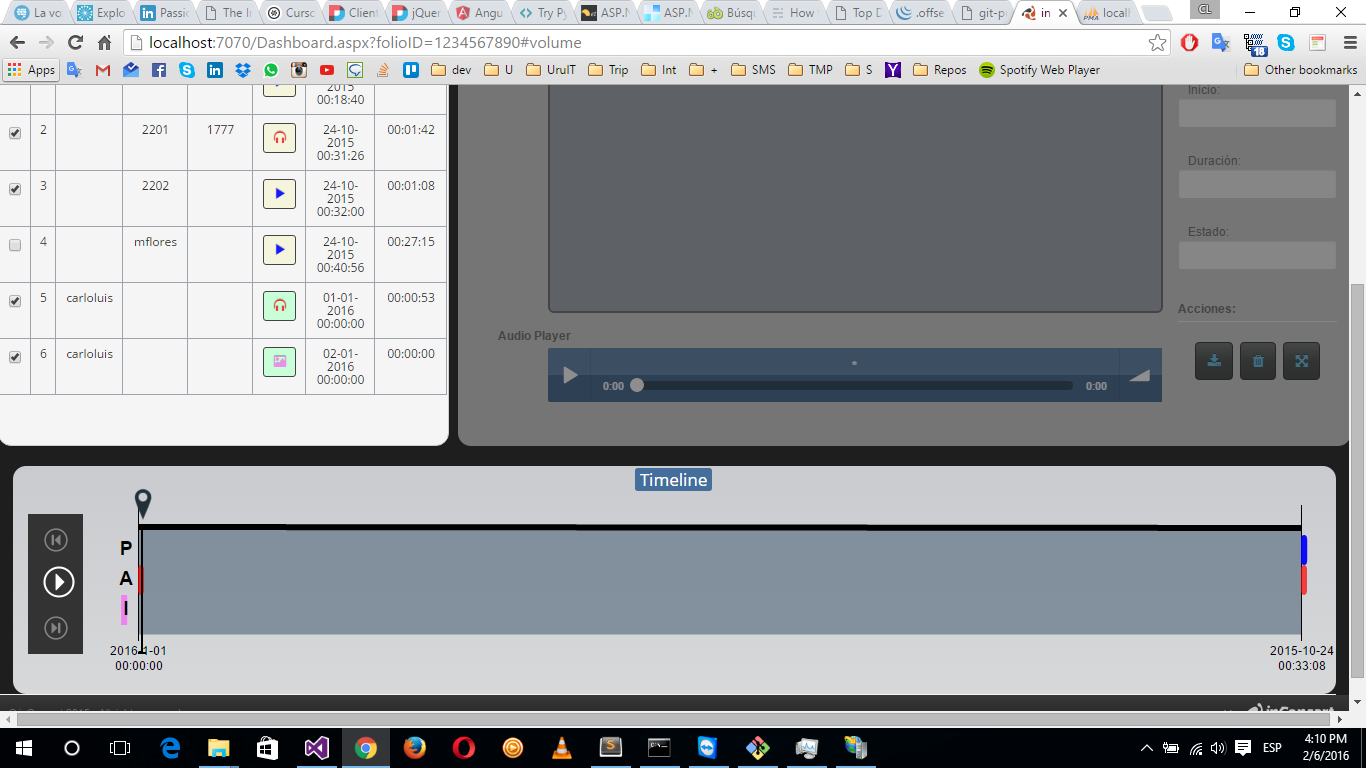 La vo
Explo
Passic
The Ir
Curso
Client
jQuer
Angu
Try Py
ASP.N
ASP.N
Búsqu
How
Top D
.offse
git-p
in
locall
CL
localhost:7070/Dashboard.aspx?folioID=1234567890#volume
18
Apps
dev
U
UruIT
Trip
Int
+
SMS
TMP
S
Repos
Spotify Web Player
Other bookmarks
2015
00:18:40
2 2201 1777 24-10-
2015
00:31:26 00:01:42
3 2202 24-10-
2015
00:32:00 00:01:08
4 mflores 24-10-
2015
00:40:56 00:27:15
5 carloluis 01-01-
2016
00:00:00 00:00:53
6 carloluis 02-01-
2016
00:00:00 00:00:00
Inicio:
Duración:
Estado:
Acciones:
Audio Player
0:00
0:00
Timeline
P
A
I
00:00:00
2015-10-24
00:33:08
ESP
4:10 PM
2/6/2016